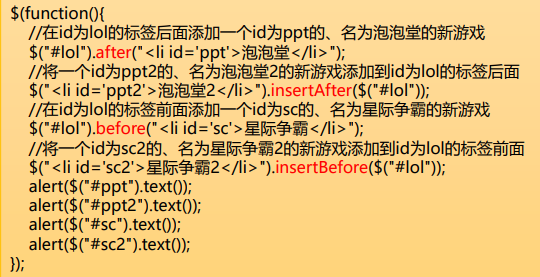 $(function(){
//在id为lol的标签后面添加一个id为ppt的、名为泡泡堂的新游戏
$("#lol").after("<li id='ppt'>泡泡堂</li>");
//将一个id为ppt2的、名为泡泡堂2的新游戏添加到id为lol的标签后面
$("<li id='ppt2'>泡泡堂2</li>").insertAfter($("#lol"));
//在id为lol的标签前面添加一个id为sc的、名为星际争霸的新游戏
$("#lol").before("<li id='sc'>星际争霸</li>");
//将一个id为sc2的、名为星际争霸2的新游戏添加到id为lol的标签前面
$("<li id='sc2'>星际争霸2</li>").insertBefore($("#lol"));
alert($("#ppt").text());
alert($("#ppt2").text());
alert($("#sc").text());
alert($("#sc2").text());
});